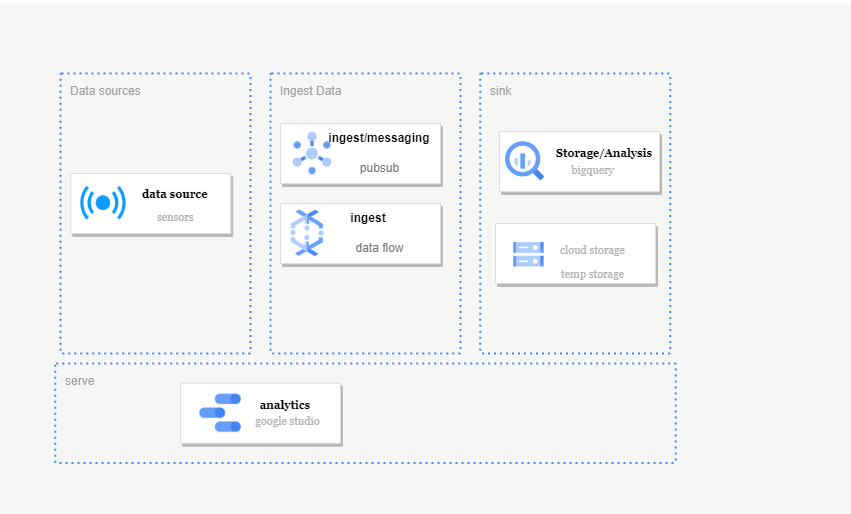 Data sources
data source
sensors
Ingest Data
ingest/messaging
pubsub
ingest
data flow
sink
Storage/Analysis
bigquery
cloud storage
temp storage
serve
analytics
google studio